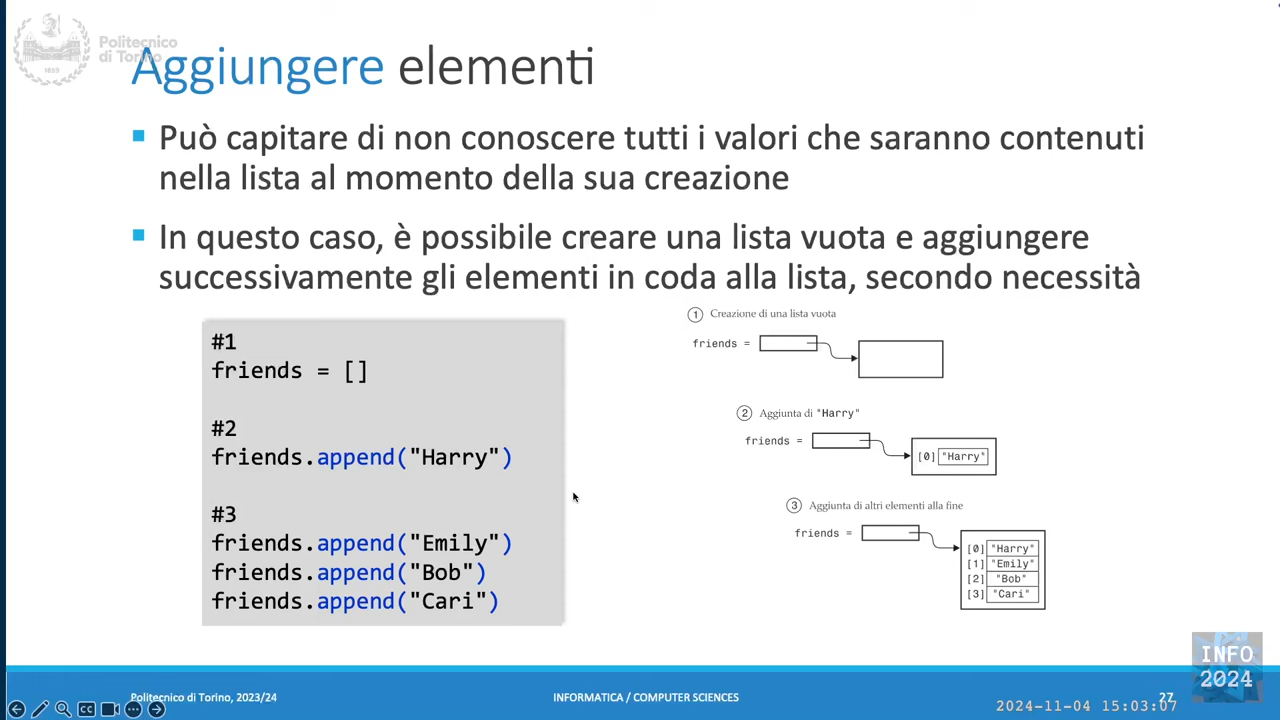 Politecnico
di Torino
1859
Aggiungere elementi
Può capitare di non conoscere tutti i valori che saranno contenuti
nella lista al momento della sua creazione
In questo caso, è possibile creare una lista vuota e aggiungere
successivamente gli elementi in coda alla lista, secondo necessità
#1
friends = []
#2
friends.append("Harry")
#3
friends.append("Emily")
friends.append("Bob")
friends.append("Cari")
1 Creazione di una lista vuota
friends =
2 Aggiunta di "Harry"
friends =
[0] "Harry"
3 Aggiunta di altri elementi alla fine
friends =
[0] "Harry"
[1] "Emily"
[2] "Bob"
[3] "Cari"
INFO
2024
Politecnico di Torino, 2023/24
INFORMATICA / COMPUTER SCIENCES
27
CC
2024-11-04 15:03:07